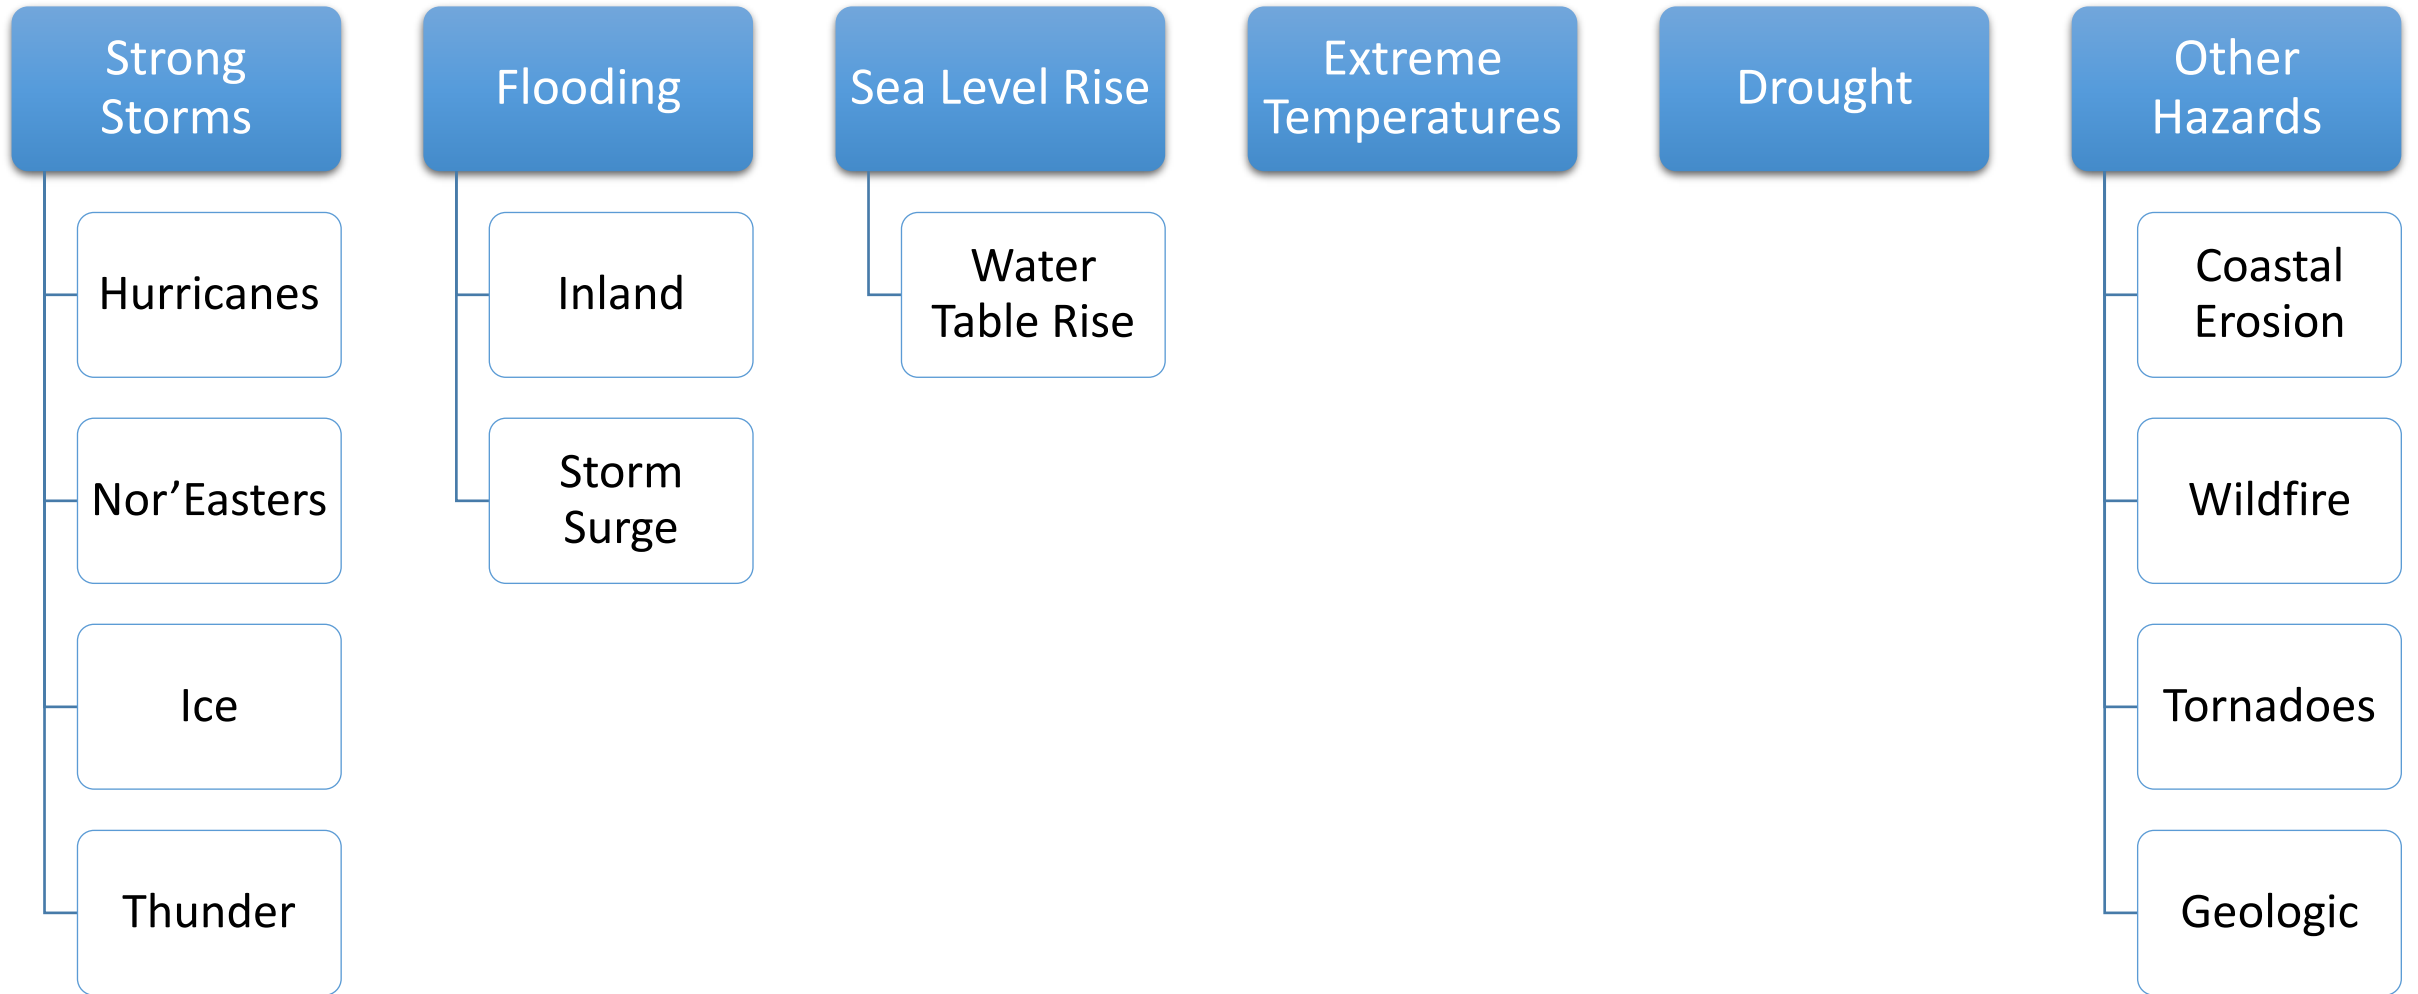 Strong
Storms
Hurricanes
Nor’Easters
Ice
Thunder
Flooding
Inland
Storm
Surge
Sea Level Rise
Water
Table Rise
Extreme
Temperatures
Drought
Other
Hazards
Coastal
Erosion
Wildfire
Tornadoes
Geologic